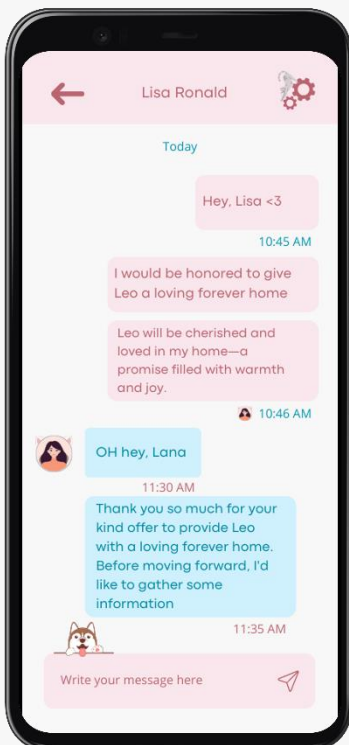 Lisa Ronald
Today
Hey, Lisa <3
10:45 AM
I would be honored to give
Leo a loving forever home
Leo will be cherished and
loved in my home—a
promise filled with warmth
and joy.
10:46 AM
OH hey, Lana
11:30 AM
Thank you so much for your
kind offer to provide Leo
with a loving forever home.
Before moving forward, I'd
like to gather some
information
11:35 AM
Write your message here